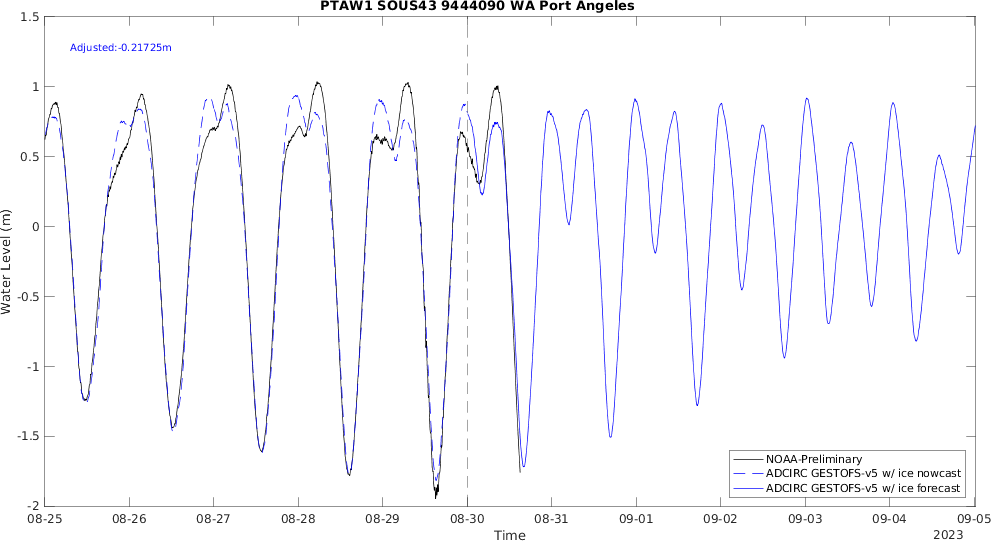 PTAW1 SOUS43 9444090 WA Port Angeles
Adjusted:-0.21725m
1.5
1
0.5
0
-0.5
-1
-1.5
-2
Water Level (m)
08-25 08-26 08-27 08-28 08-29 08-30 08-31 09-01 09-02 09-03 09-04 09-05
Time
2023
NOAA-Preliminary
ADCIRC GESTOFS-v5 w/ ice nowcast
ADCIRC GESTOFS-v5 w/ ice forecast